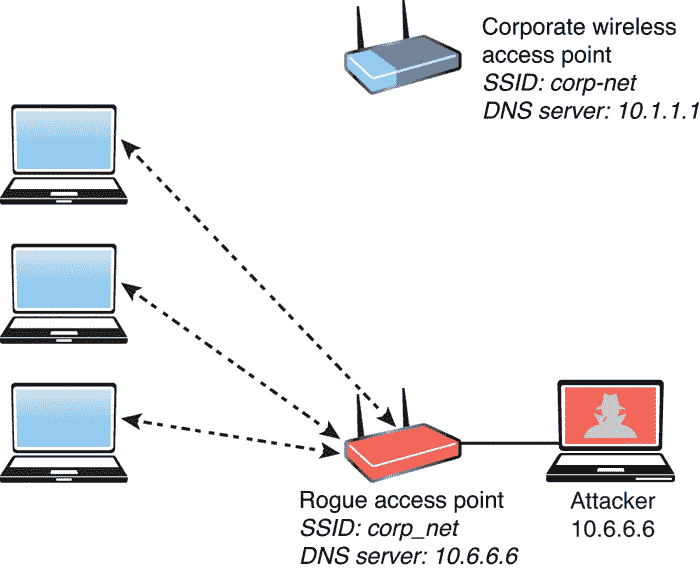 Corporate wireless
access point
SSID: corp-net
DNS server: 10.1.1.1
Rogue access point
SSID: corp_net
DNS server: 10.6.6.6
Attacker
10.6.6.6